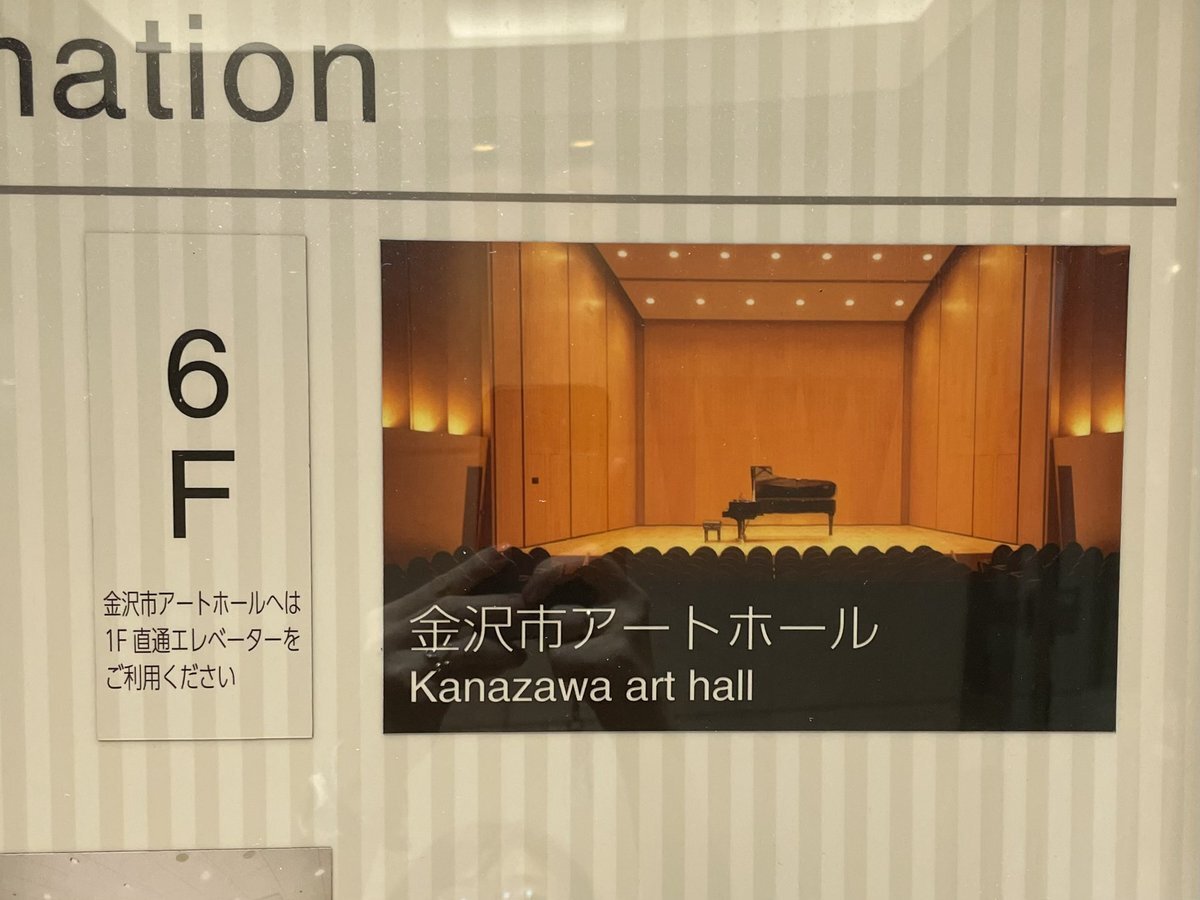 nation
6
F
金沢市アートホールへは
1F 直通エレベーターを
ご利用ください
金沢市アートホール
Kanazawa art hall